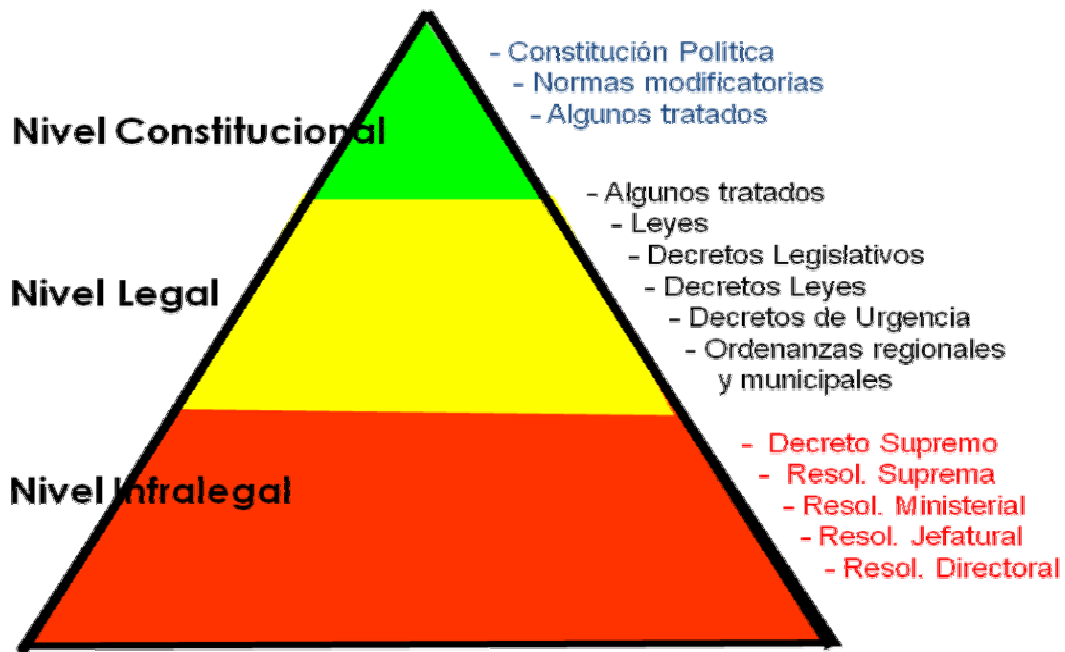 - Constitución Política
- Normas modificatorias
- Algunos tratados
Nivel Constitucional
- Algunos tratados
- Leyes
- Decretos Legislativos
- Decretos Leyes
- Decretos de Urgencia
- Ordenanzas regionales
y municipales
Nivel Legal
- Decreto Supremo
- Resol. Suprema
- Resol. Ministerial
- Resol. Jefatural
- Resol. Directoral
Nivel Infralegal